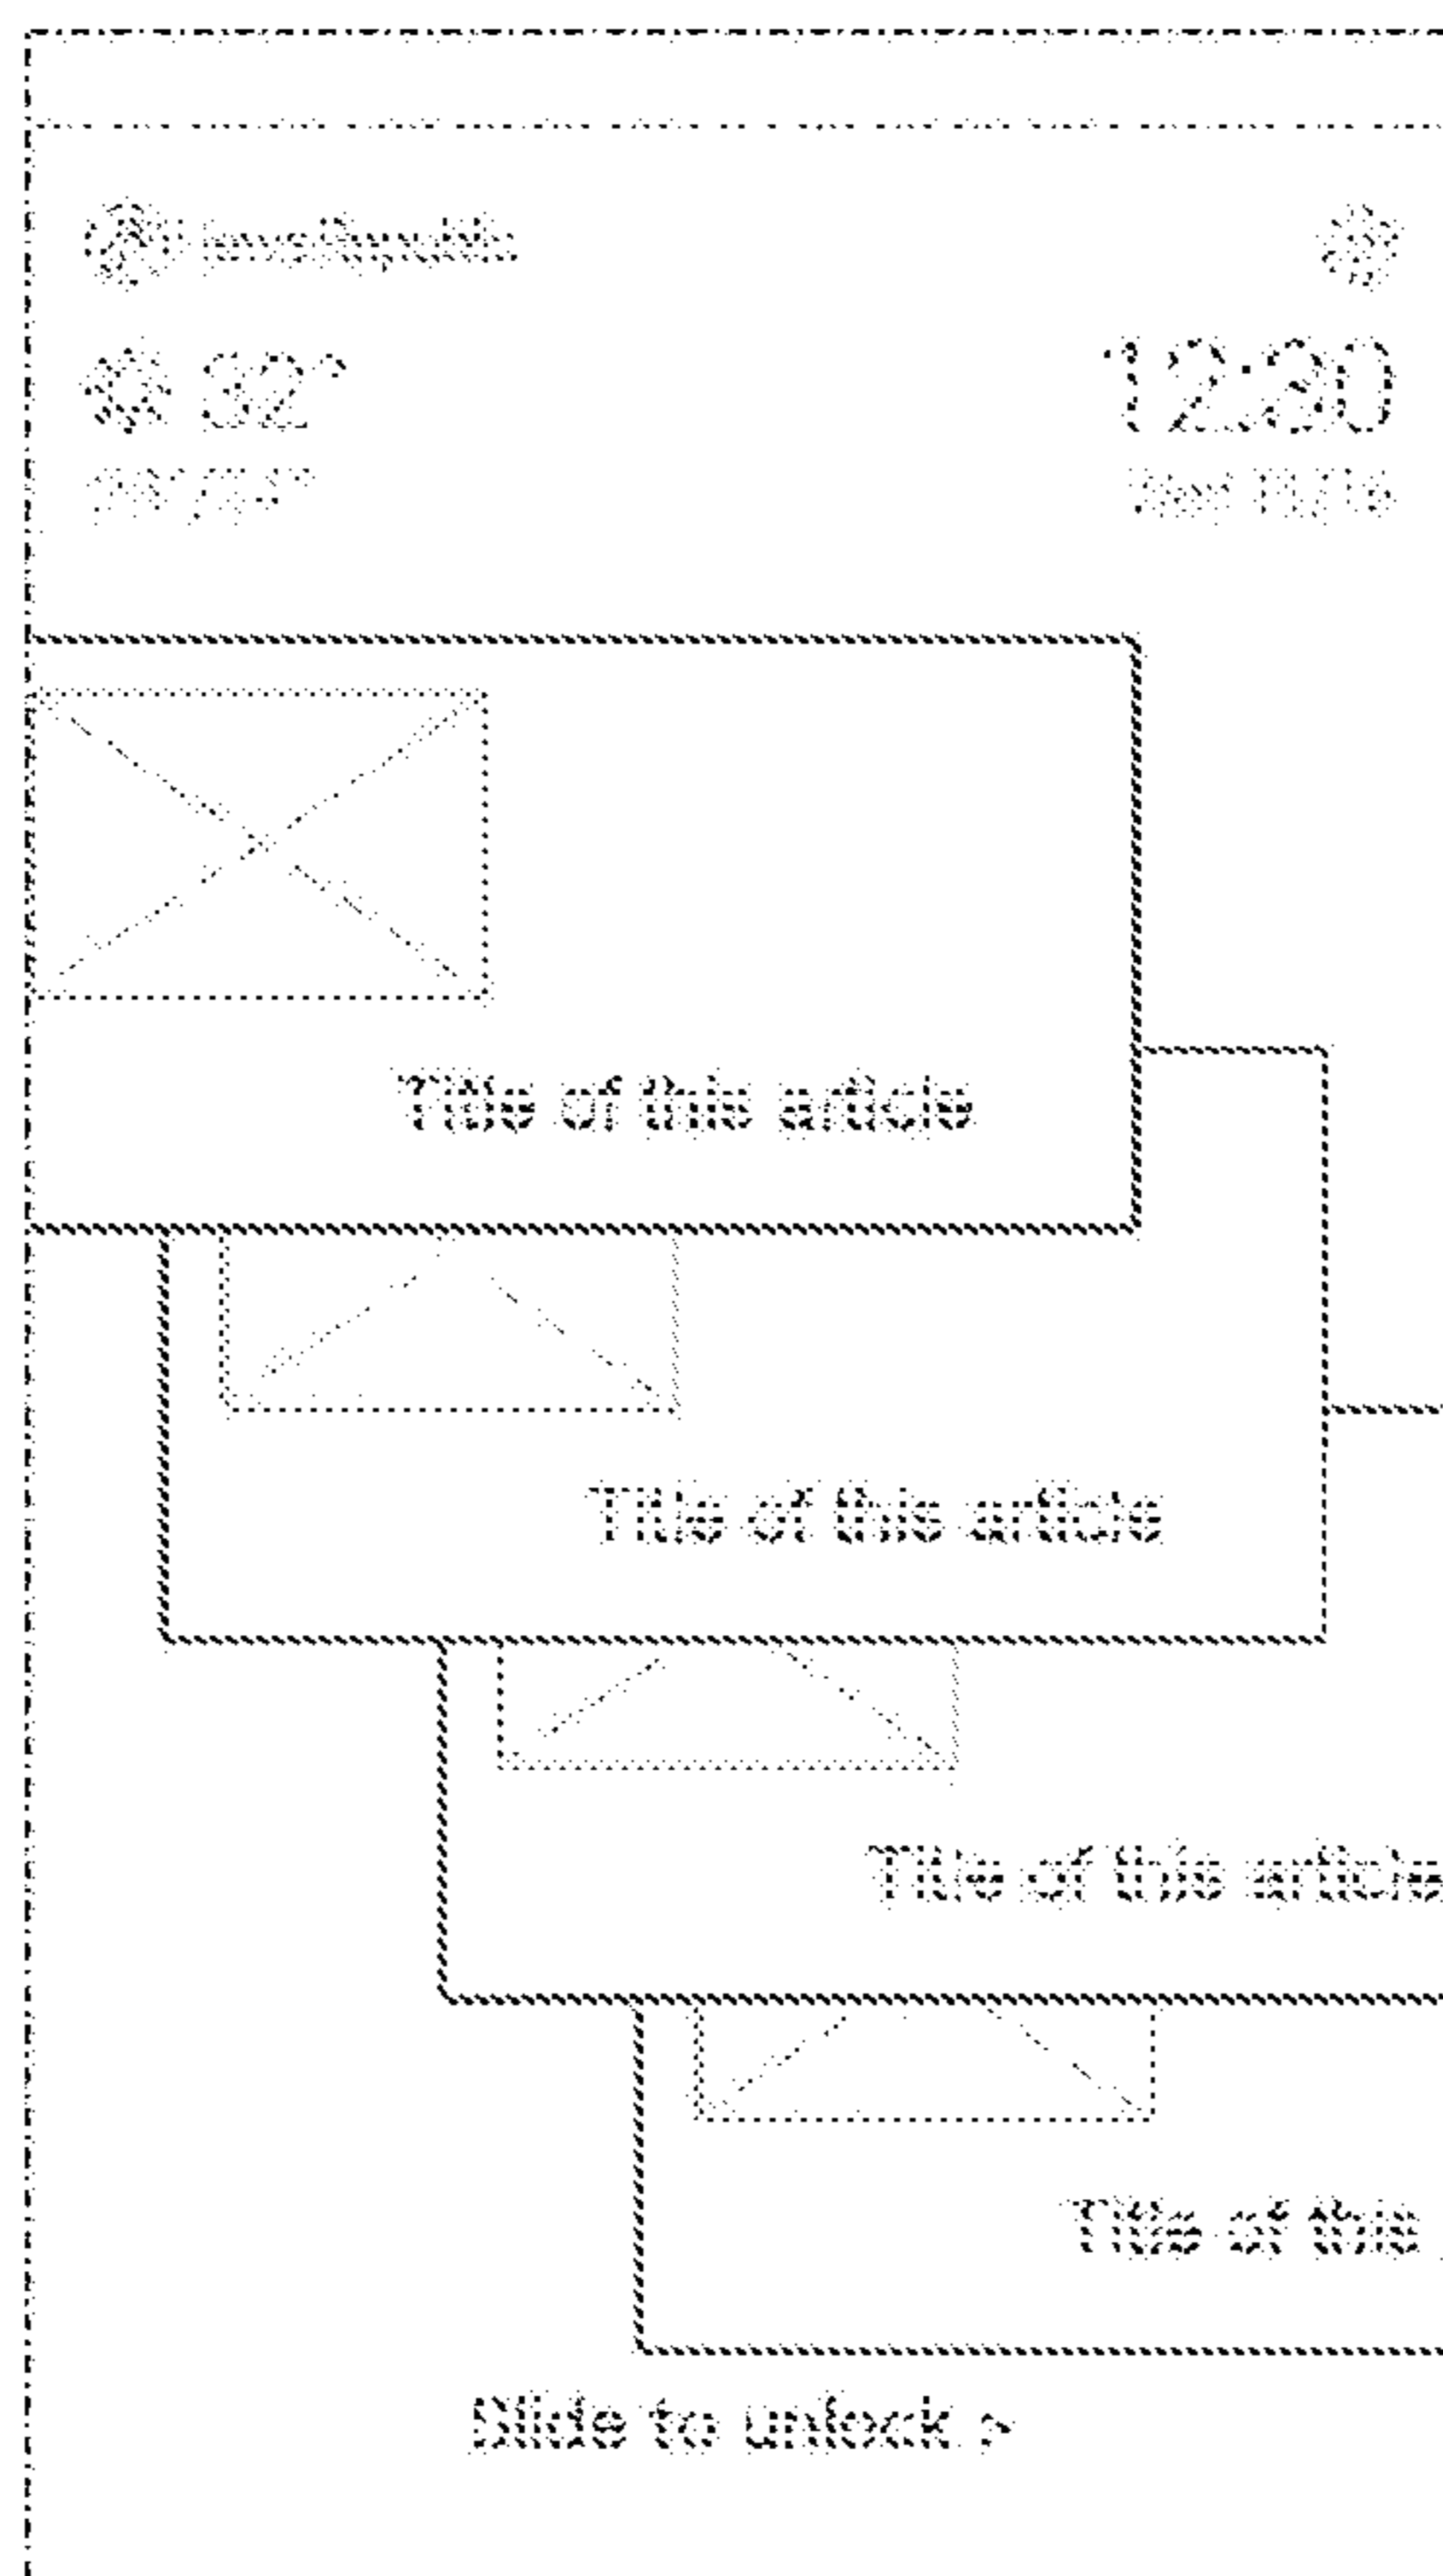 32°
12:30
Title of this article
Title of this article
Title of this article
Title of this
Slide to unlock >